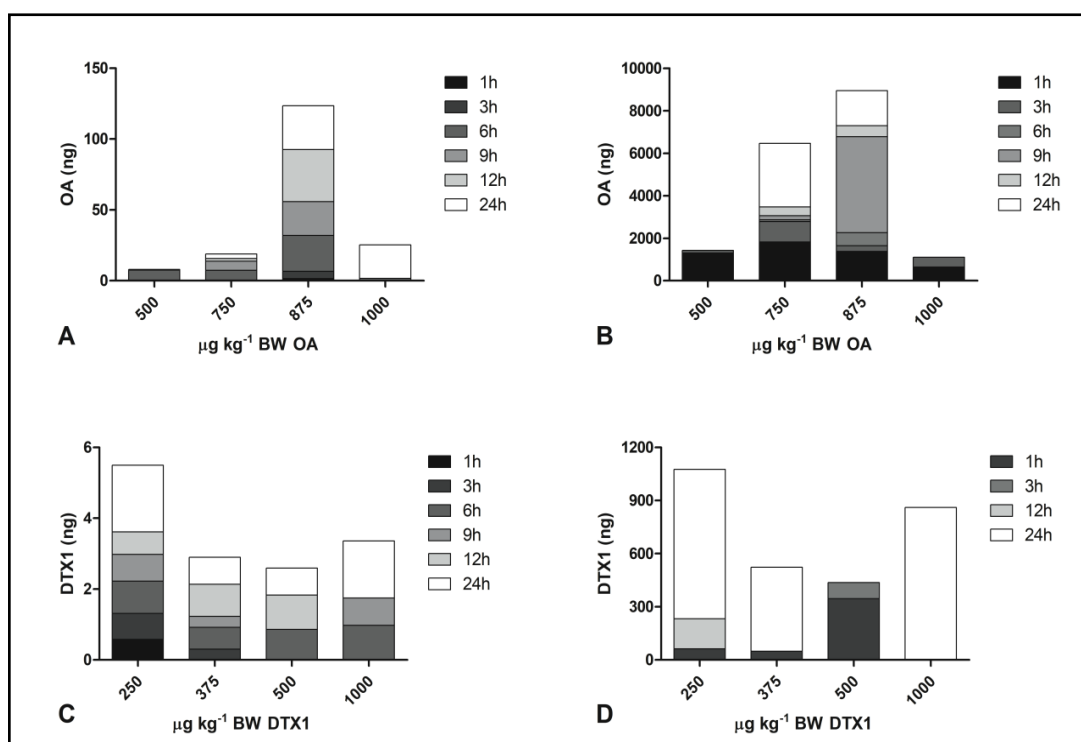 150
100
50
0
OA (ng)
500
750
875
1000
µg kg⁻¹ BW OA
A
1h
3h
6h
9h
12h
24h
10000
8000
6000
4000
2000
0
OA (ng)
500
750
875
1000
µg kg⁻¹ BW OA
B
1h
3h
6h
9h
12h
24h
6
4
2
0
DTX1 (ng)
250
375
500
1000
µg kg⁻¹ BW DTX1
C
1h
3h
6h
9h
12h
24h
1200
900
600
300
0
DTX1 (ng)
250
375
500
1000
µg kg⁻¹ BW DTX1
D
1h
3h
12h
24h